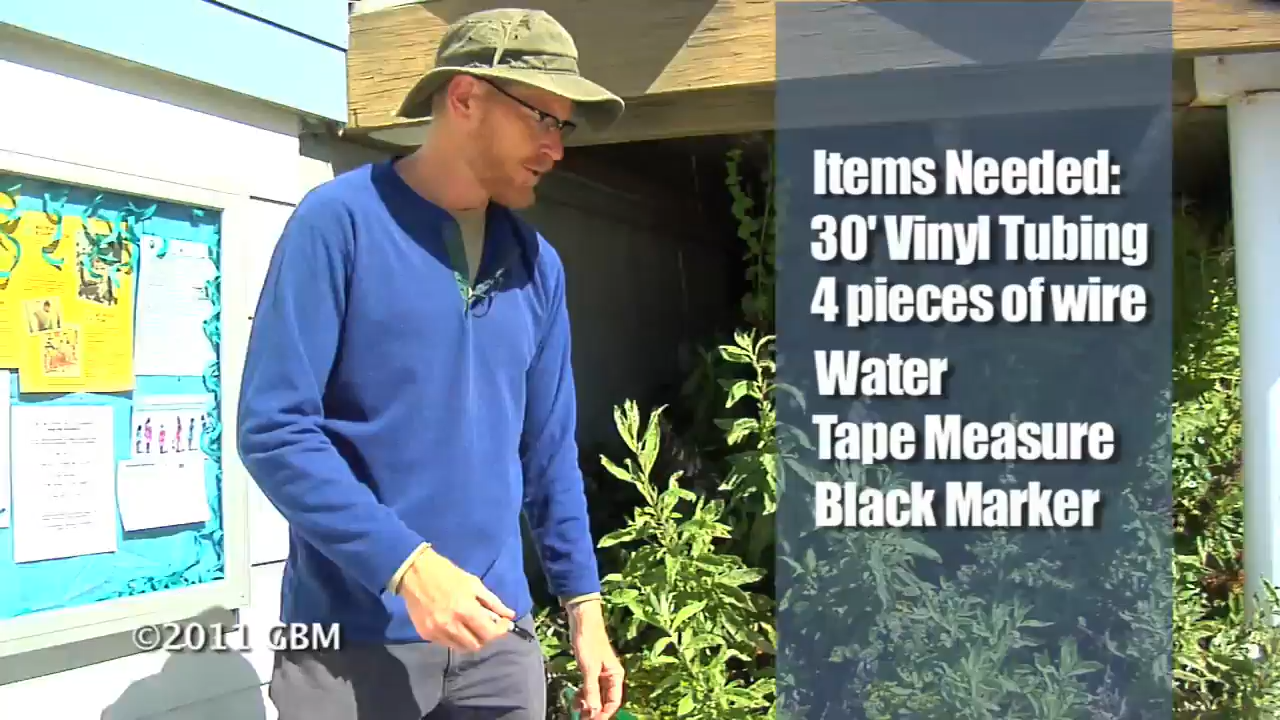 Items Needed:
30' Vinyl Tubing
4 pieces of wire
Water
Tape Measure
Black Marker
©2011 GBM